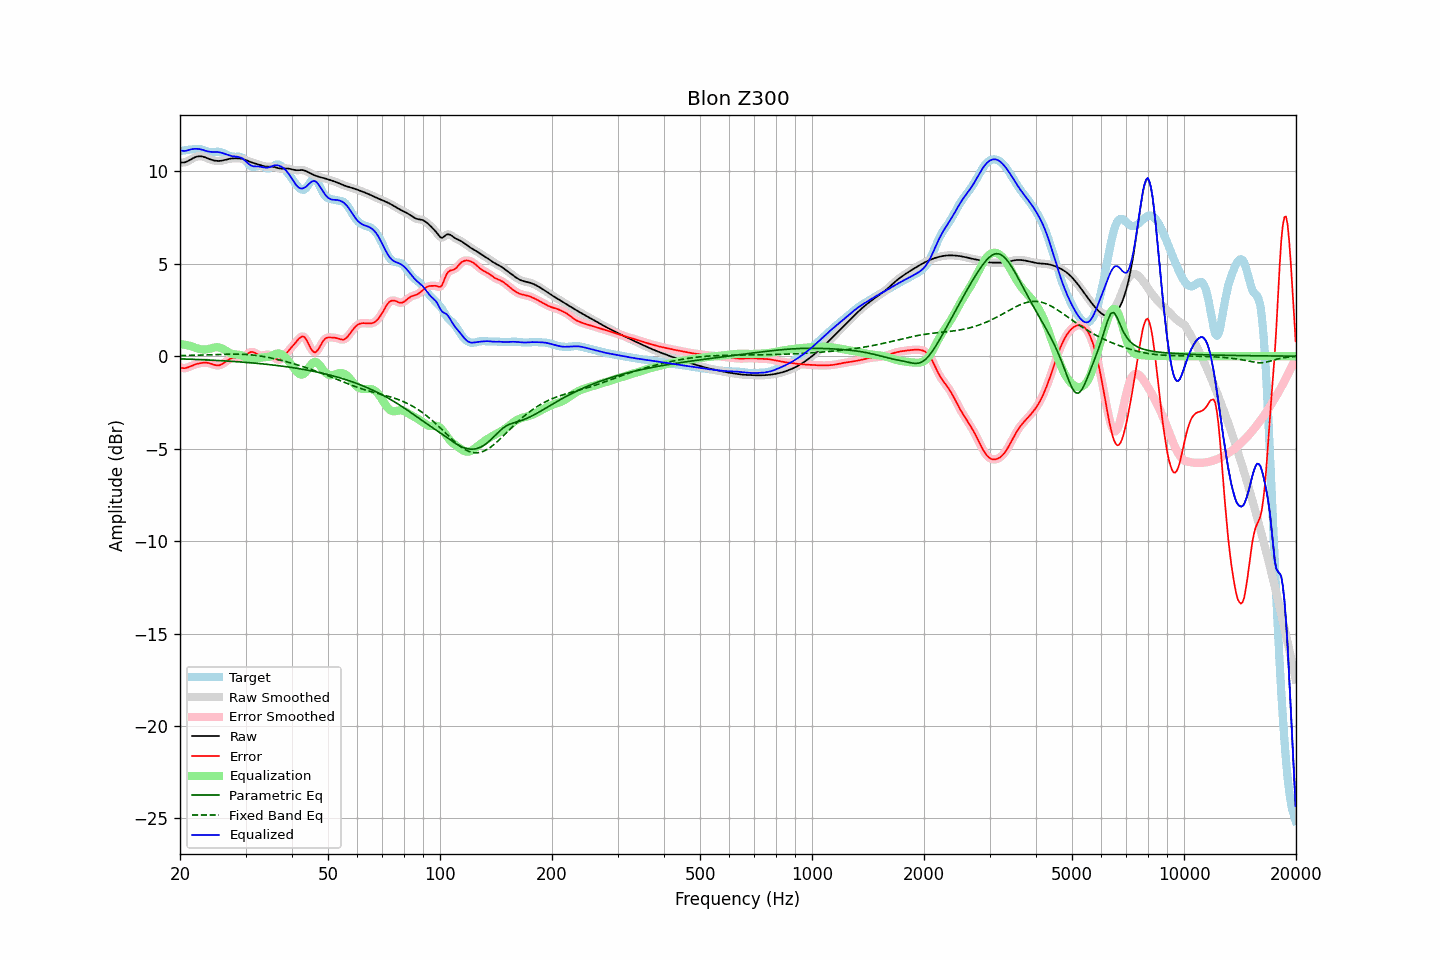 Blon Z300
10
5
0
−5
−10
−15
−20
−25
Amplitude (dBr)
Target
Raw Smoothed
Error Smoothed
Raw
Error
Equalization
Parametric Eq
Fixed Band Eq
Equalized
20 50 100 200 500 1000 2000 5000 10000 20000
Frequency (Hz)